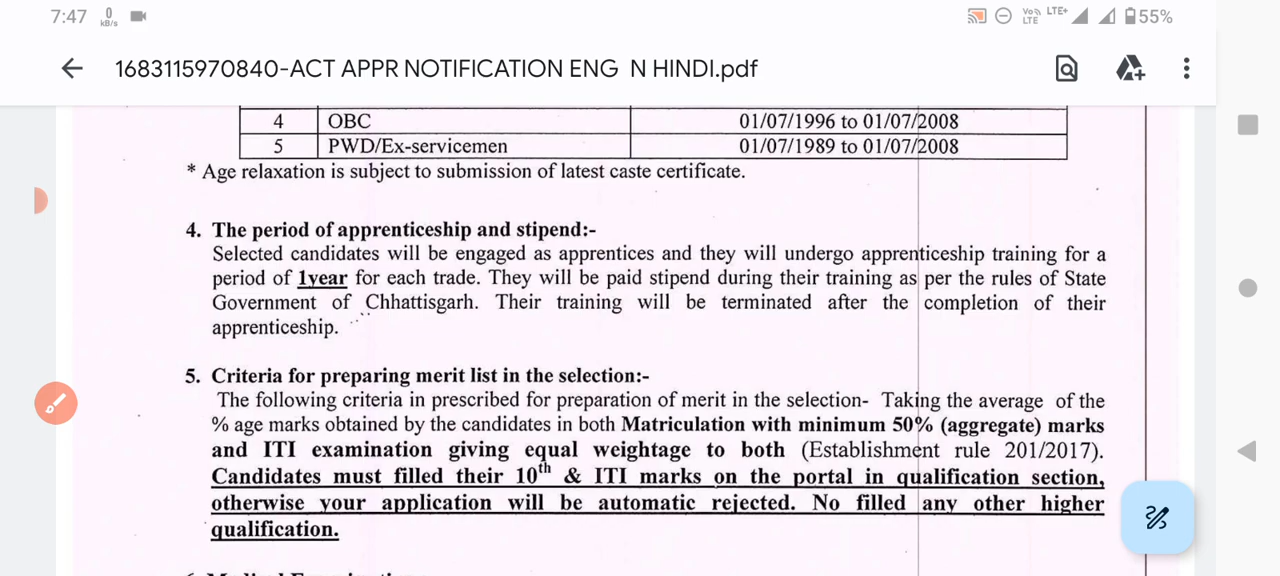 7:47 0 kB/s Vo LTE LTE+ 55%
1683115970840-ACT APPR NOTIFICATION ENG N HINDI.pdf
4 OBC 01/07/1996 to 01/07/2008
5 PWD/Ex-servicemen 01/07/1989 to 01/07/2008
* Age relaxation is subject to submission of latest caste certificate.
4. The period of apprenticeship and stipend:-
Selected candidates will be engaged as apprentices and they will undergo apprenticeship training for a
period of 1year for each trade. They will be paid stipend during their training as per the rules of State
Government of Chhattisgarh. Their training will be terminated after the completion of their
apprenticeship.
5. Criteria for preparing merit list in the selection:-
The following criteria in prescribed for preparation of merit in the selection- Taking the average of the
% age marks obtained by the candidates in both Matriculation with minimum 50% (aggregate) marks
and ITI examination giving equal weightage to both (Establishment rule 201/2017).
Candidates must filled their 10th & ITI marks on the portal in qualification section,
otherwise your application will be automatic rejected. No filled any other higher
qualification.